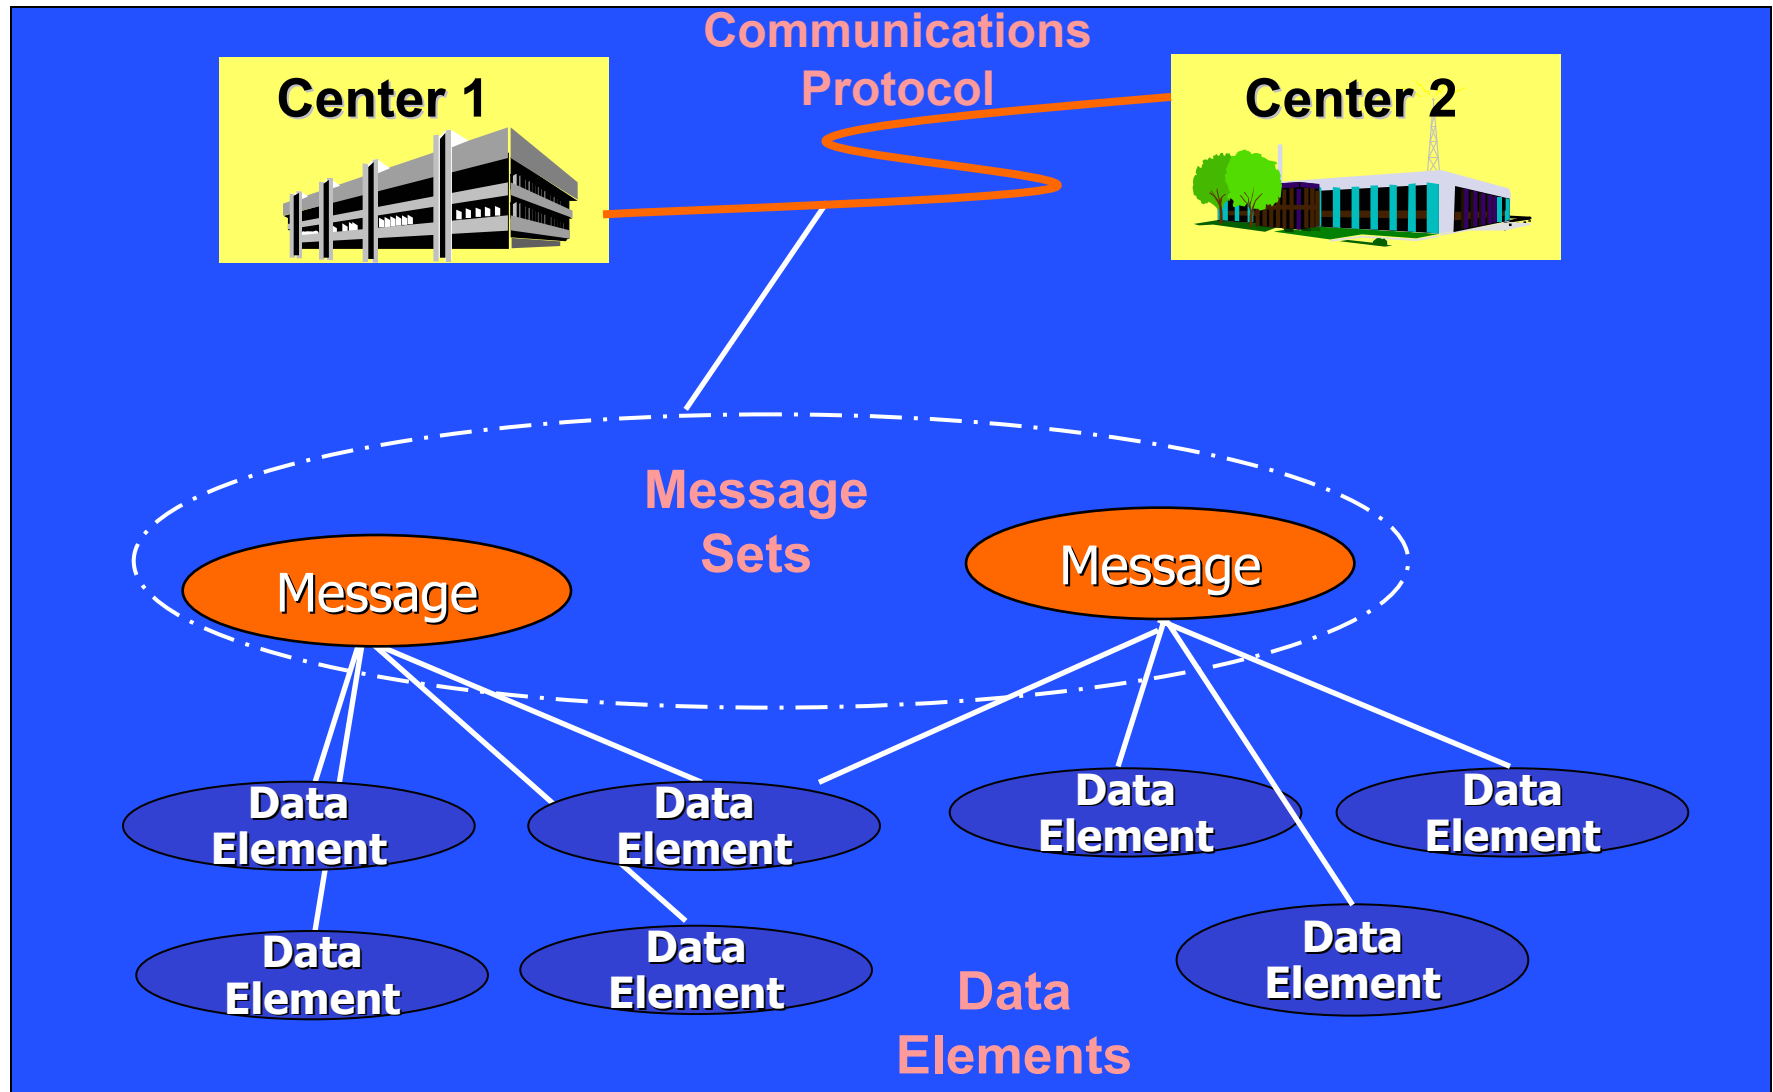 Communications
Protocol
Center 1
Center 2
Message
Sets
Message
Message
Data
Element
Data
Element
Data
Element
Data
Element
Data
Element
Data
Element
Data
Element
Data
Elements